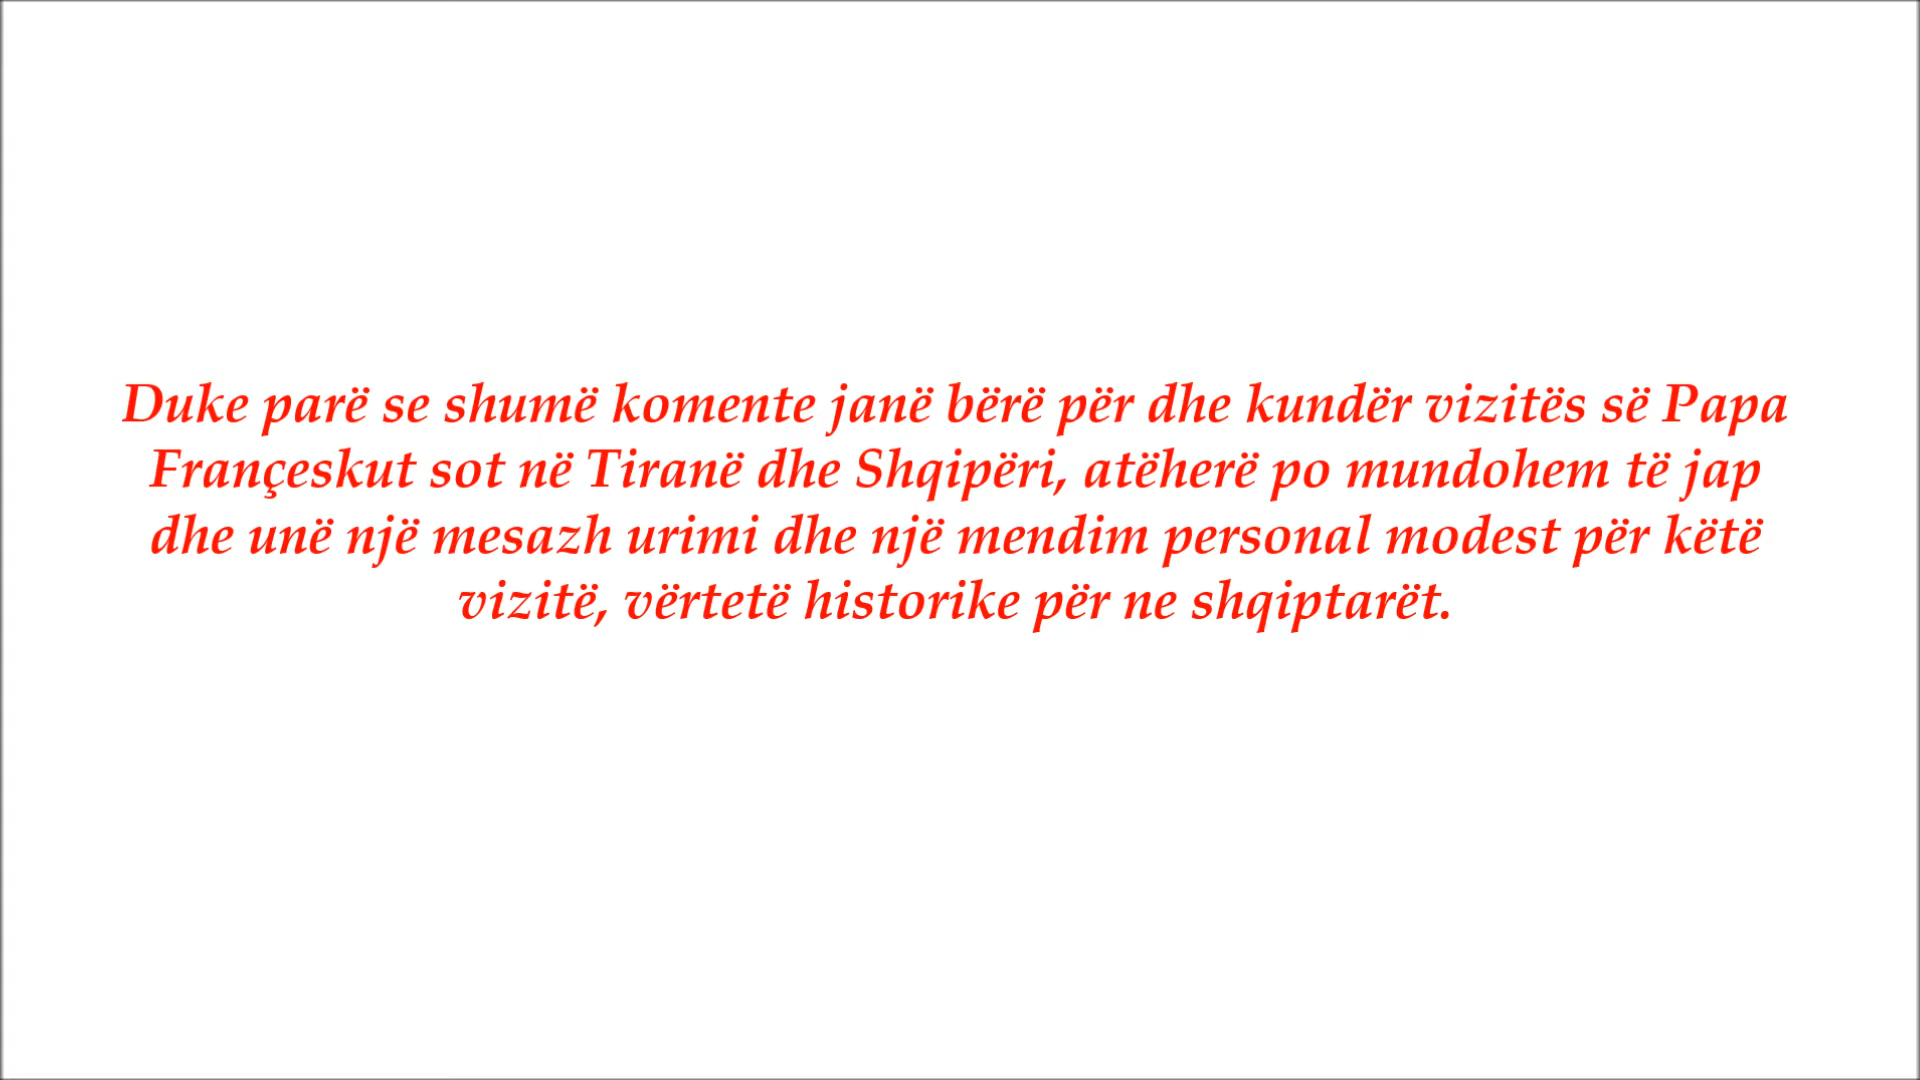 Duke parë se shumë komente janë bërë për dhe kundër vizitës së Papa
Françeskut sot në Tiranë dhe Shqipëri, atëherë po mundohem të jap
dhe unë një mesazh urimi dhe një mendim personal modest për këtë
vizitë, vërtetë historike për ne shqiptarët.